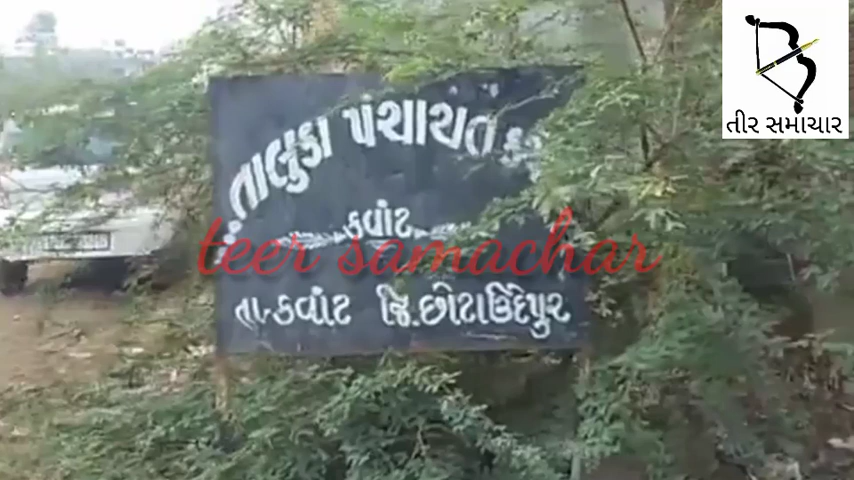 તાલુકા પંચાયત
કવાંટ
તા.કવાંટ જિ.છોટાઉદેપુર
teer samachar
તીર સમાચાર